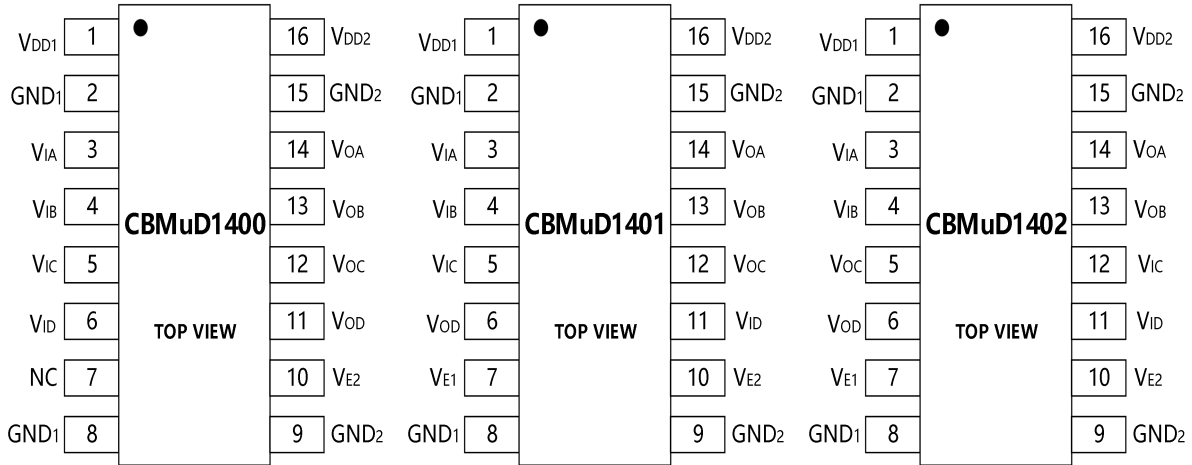 VDD1 1 16 VDD2 VDD1 1 16 VDD2 VDD1 1 16 VDD2
GND1 2 15 GND2 GND1 2 15 GND2 GND1 2 15 GND2
VIA 3 14 VOA VIA 3 14 VOA VIA 3 14 VOA
VIB 4 13 VOB VIB 4 13 VOB VIB 4 13 VOB
CBMuD1400 CBMuD1401 CBMuD1402
VIC 5 12 VOC VIC 5 12 VOC VOC 5 12 VIC
VID 6 TOP VIEW 11 VOD VOD 6 TOP VIEW 11 VID VOD 6 TOP VIEW 11 VID
NC 7 10 VE2 VE1 7 10 VE2 VE1 7 10 VE2
GND1 8 9 GND2 GND1 8 9 GND2 GND1 8 9 GND2